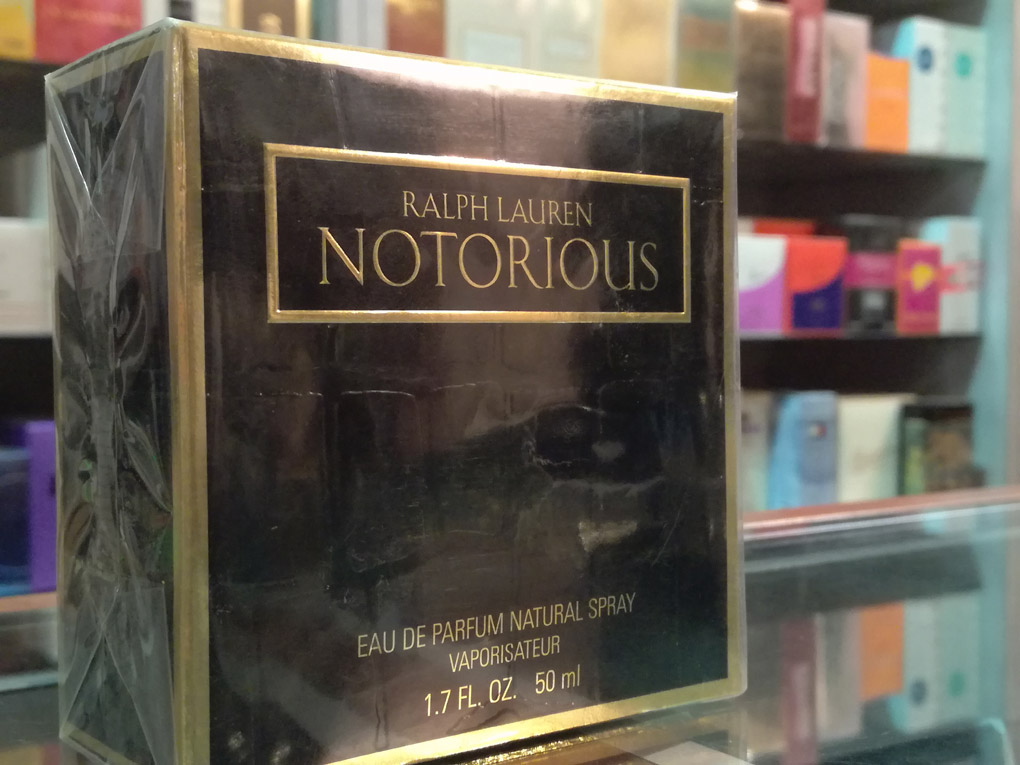 RALPH LAUREN
NOTORIOUS
EAU DE PARFUM NATURAL SPRAY
VAPORISATEUR
1.7 FL. OZ. 50 ml